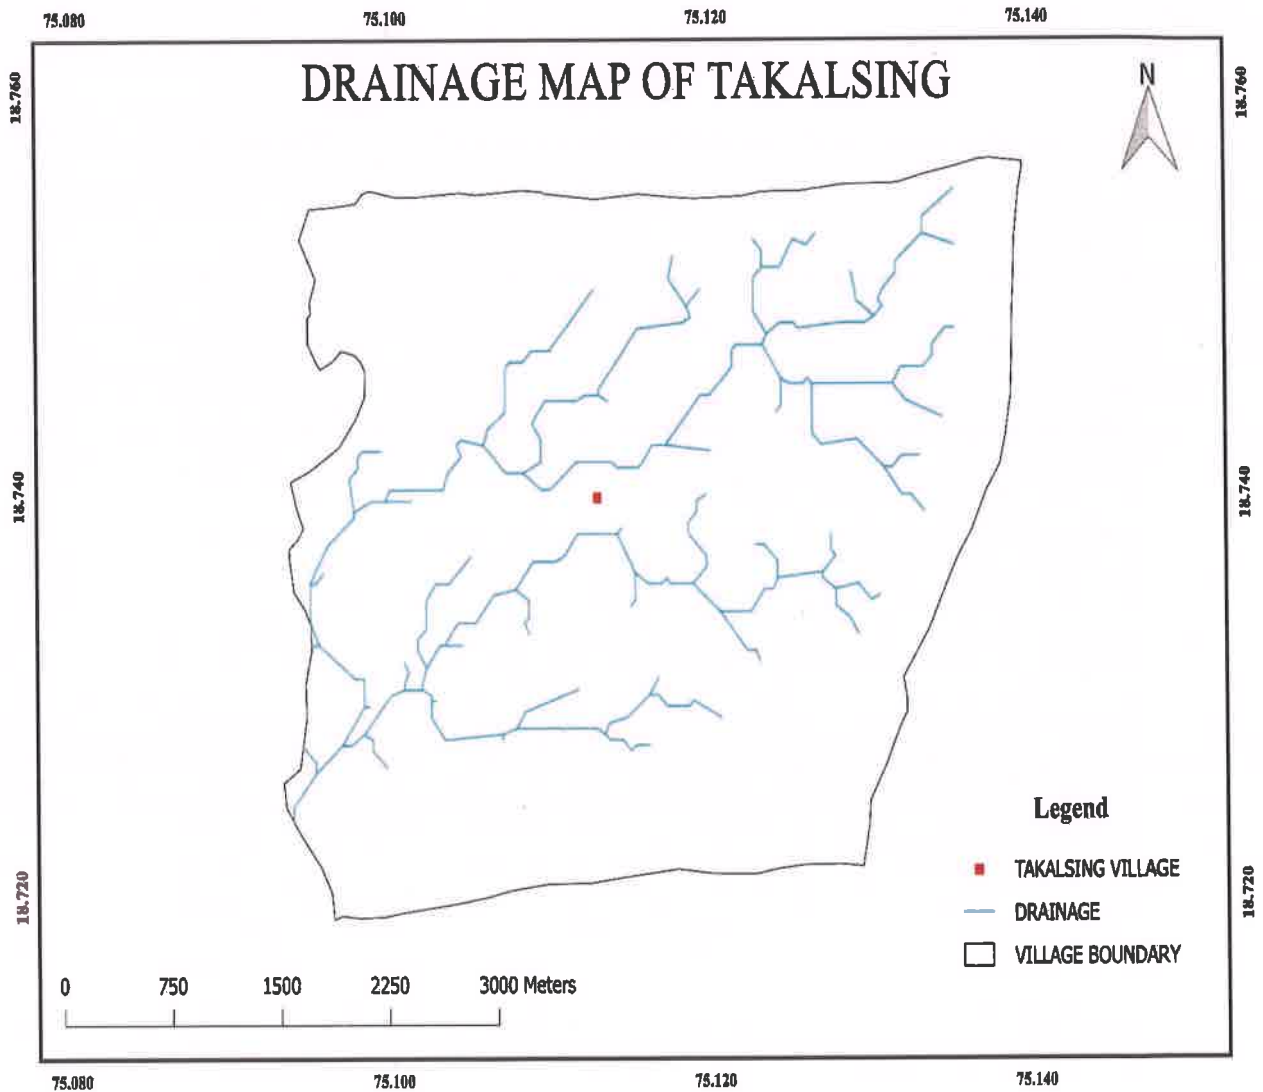 75.080 75.100 75.120 75.140
DRAINAGE MAP OF TAKALSING
N
18.760 18.760
18.740 18.740
18.720 18.720
Legend
TAKALSING VILLAGE
DRAINAGE
VILLAGE BOUNDARY
0 750 1500 2250 3000 Meters
75.080 75.100 75.120 75.140